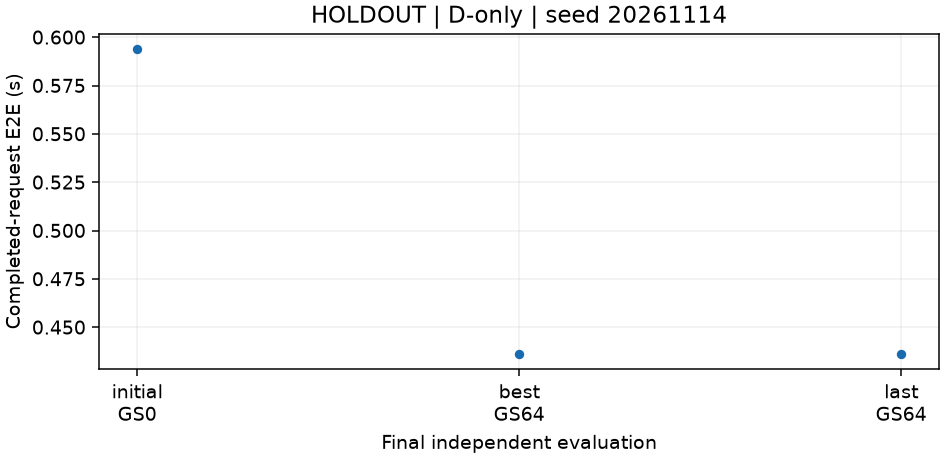 HOLDOUT | D-only | seed 20261114
Completed-request E2E (s)
0.600
0.575
0.550
0.525
0.500
0.475
0.450
initial
GS0
best
GS64
last
GS64
Final independent evaluation